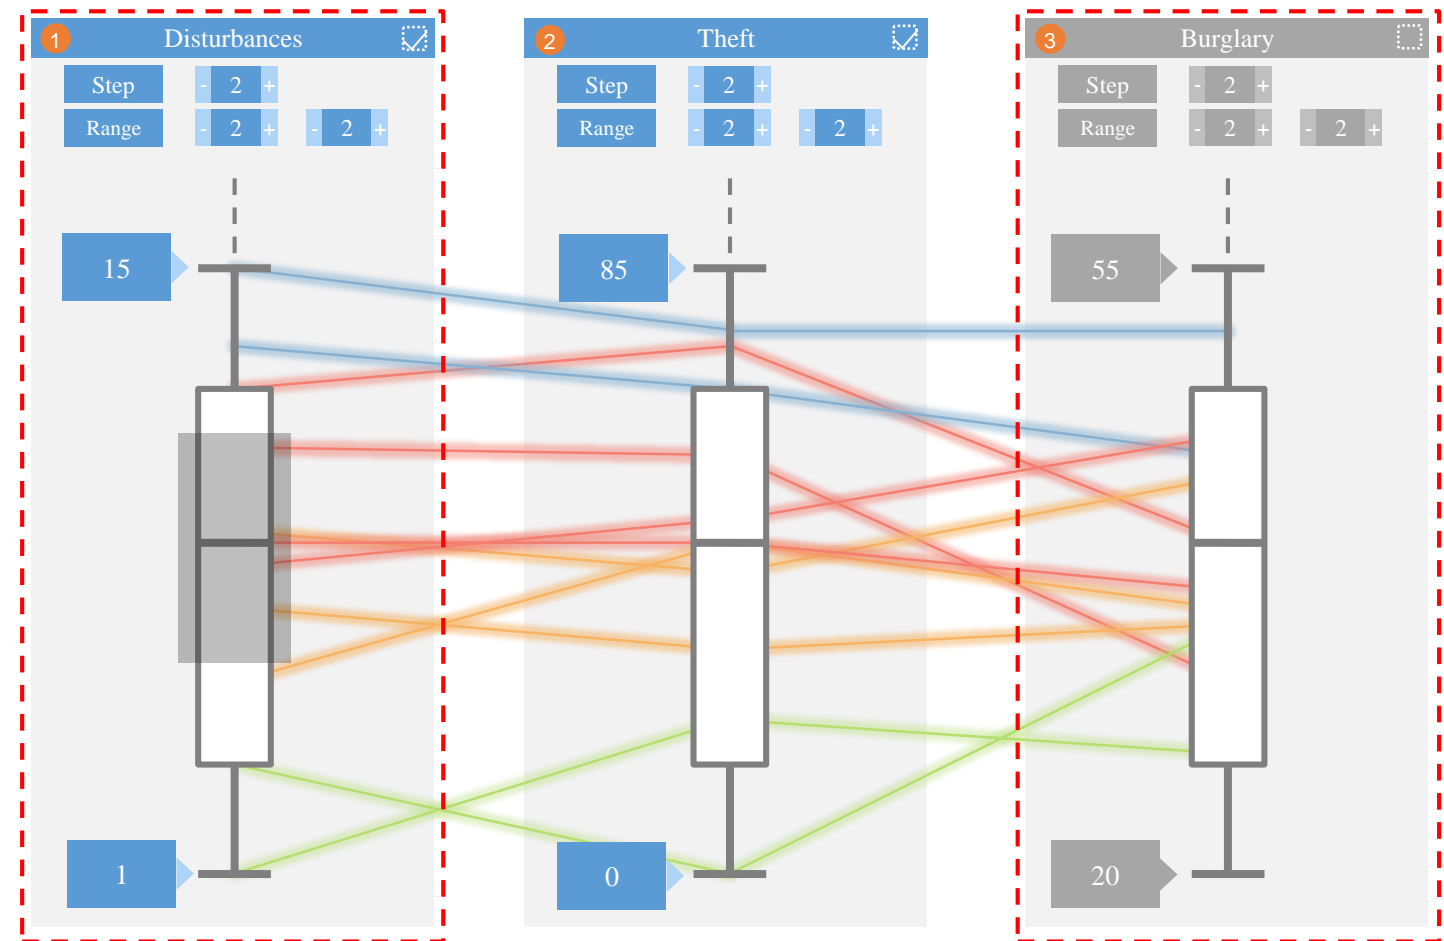 1 Disturbances
Step - 2 +
Range - 2 + - 2 +
15
1
2 Theft
Step - 2 +
Range - 2 + - 2 +
85
0
3 Burglary
Step - 2 +
Range - 2 + - 2 +
55
20